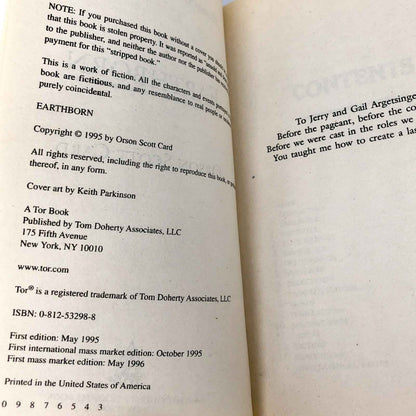 NOTE: If you purchased this book without a cover you should
that this book is stolen property. It was reported as
to the publisher, and neither the author nor the publisher has
payment for this "stripped book."
This is a work of fiction. All the characters and events
book are fictitious, and any resemblance to real people or
purely coincidental.
EARTHBORN
Copyright © 1995 by Orson Scott Card
All rights reserved, including the right to reproduce this book, or
thereof, in any form.
Cover art by Keith Parkinson
A Tor Book
Published by Tom Doherty Associates, LLC
175 Fifth Avenue
New York, NY 10010
www.tor.com
Tor® is a registered trademark of Tom Doherty Associates, LLC
ISBN: 0-812-53298-8
First edition: May 1995
First international mass market edition: October 1995
First mass market edition: May 1996
Printed in the United States of America
0 9 8 7 6 5 4 3
To Jerry and Gail Argetsinge
Before the pageant, before the co
Before we were cast in the roles we
You taught me how to create a las